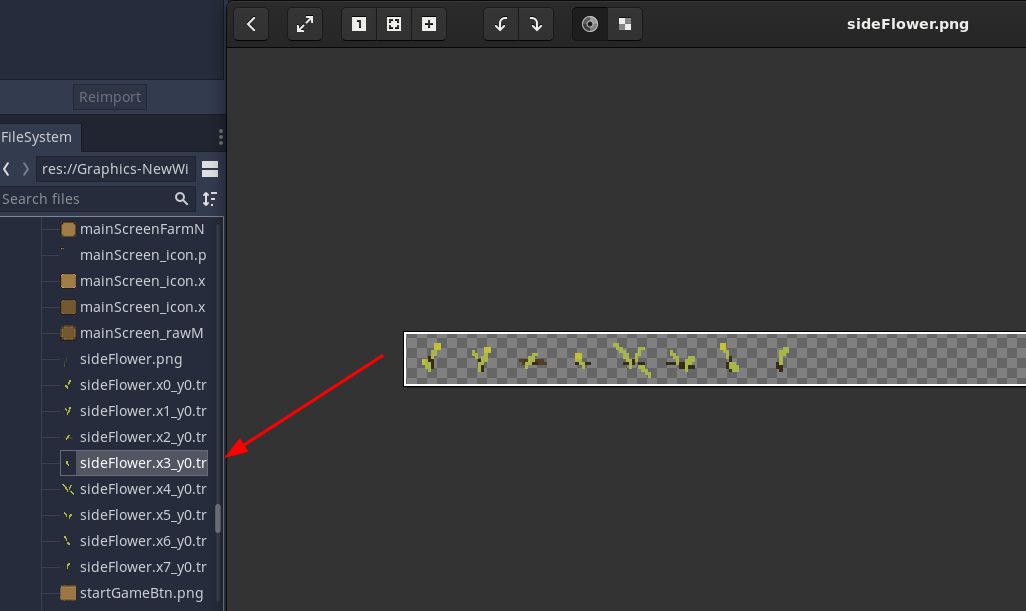 sideFlower.png
Reimport
FileSystem
res://Graphics-NewWi
Search files
mainScreenFarmN
mainScreen_icon.p
mainScreen_icon.x
mainScreen_icon.x
mainScreen_rawM
sideFlower.png
sideFlower.x0_y0.tr
sideFlower.x1_y0.tr
sideFlower.x2_y0.tr
sideFlower.x3_y0.tr
sideFlower.x4_y0.tr
sideFlower.x5_y0.tr
sideFlower.x6_y0.tr
sideFlower.x7_y0.tr
startGameBtn.png